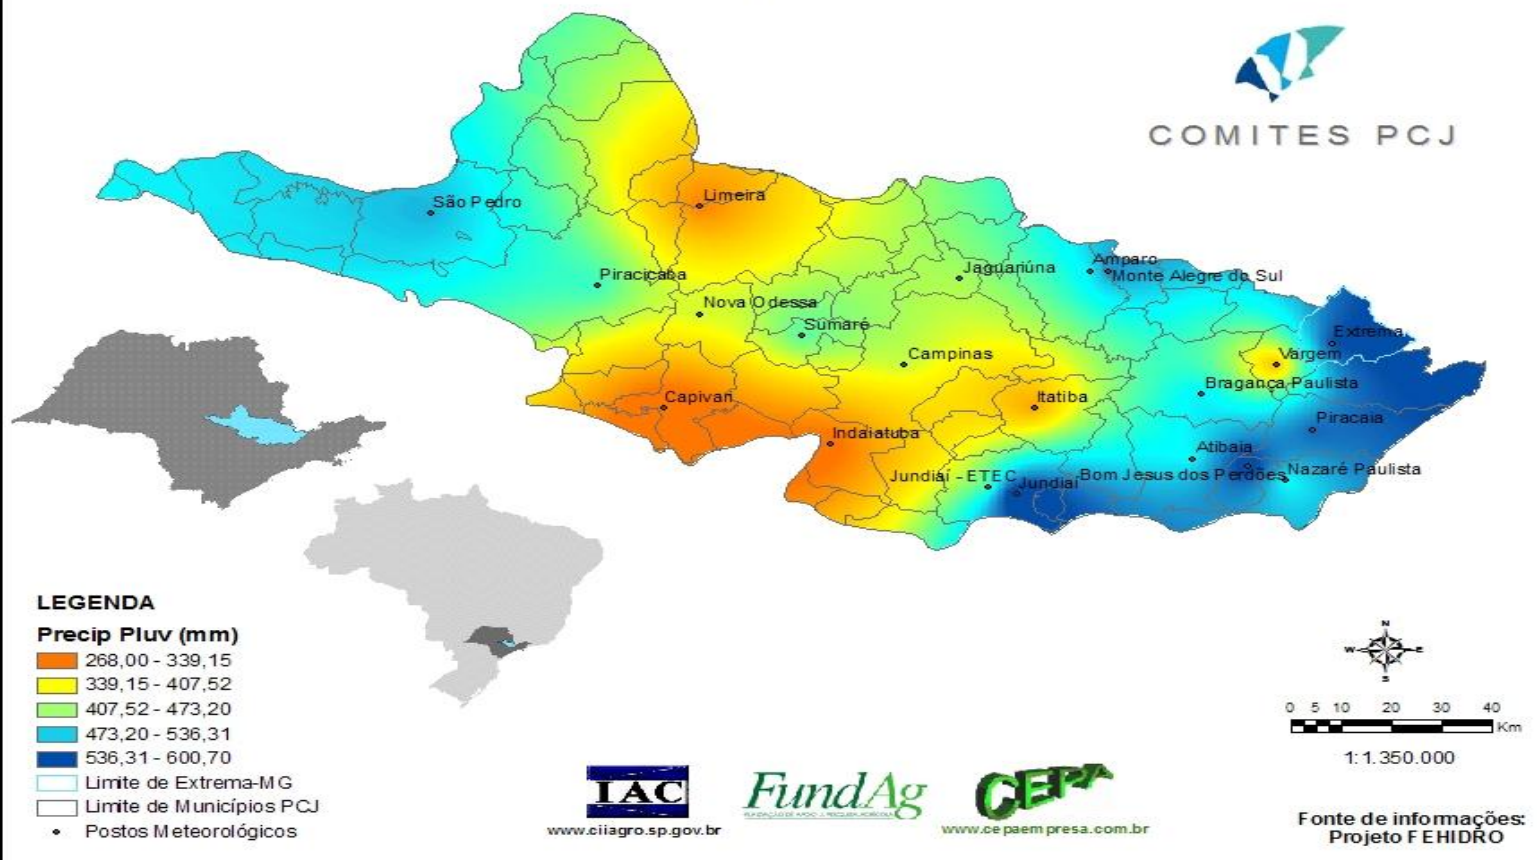 COMITES PCJ
Limeira
São Pedro
Amparo
Monte Alegre do Sul
Jaguariúna
Piracicaba
Nova Odessa
Sumaré
Extrema
Campinas
Vargem
Bragança Paulista
Capivari
Itatiba
Piracaia
Indaiatuba
Atibaia
Jundiaí - ETEC
Jundiaí
Bom Jesus dos Perdões
Nazaré Paulista
LEGENDA
Precip Pluv (mm)
268,00 - 339,15
339,15 - 407,52
407,52 - 473,20
473,20 - 536,31
536,31 - 600,70
Limite de Extrema-MG
Limite de Municípios PCJ
Postos Meteorológicos
IAC
www.ciiagro.sp.gov.br
FundAg
FUNDAÇÃO DE APOIO À PESQUISA AGRÍCOLA
CEPA
www.cepaempresa.com.br
N
W E
S
0 5 10 20 30 40
Km
1:1.350.000
Fonte de informações:
Projeto FEHIDRO